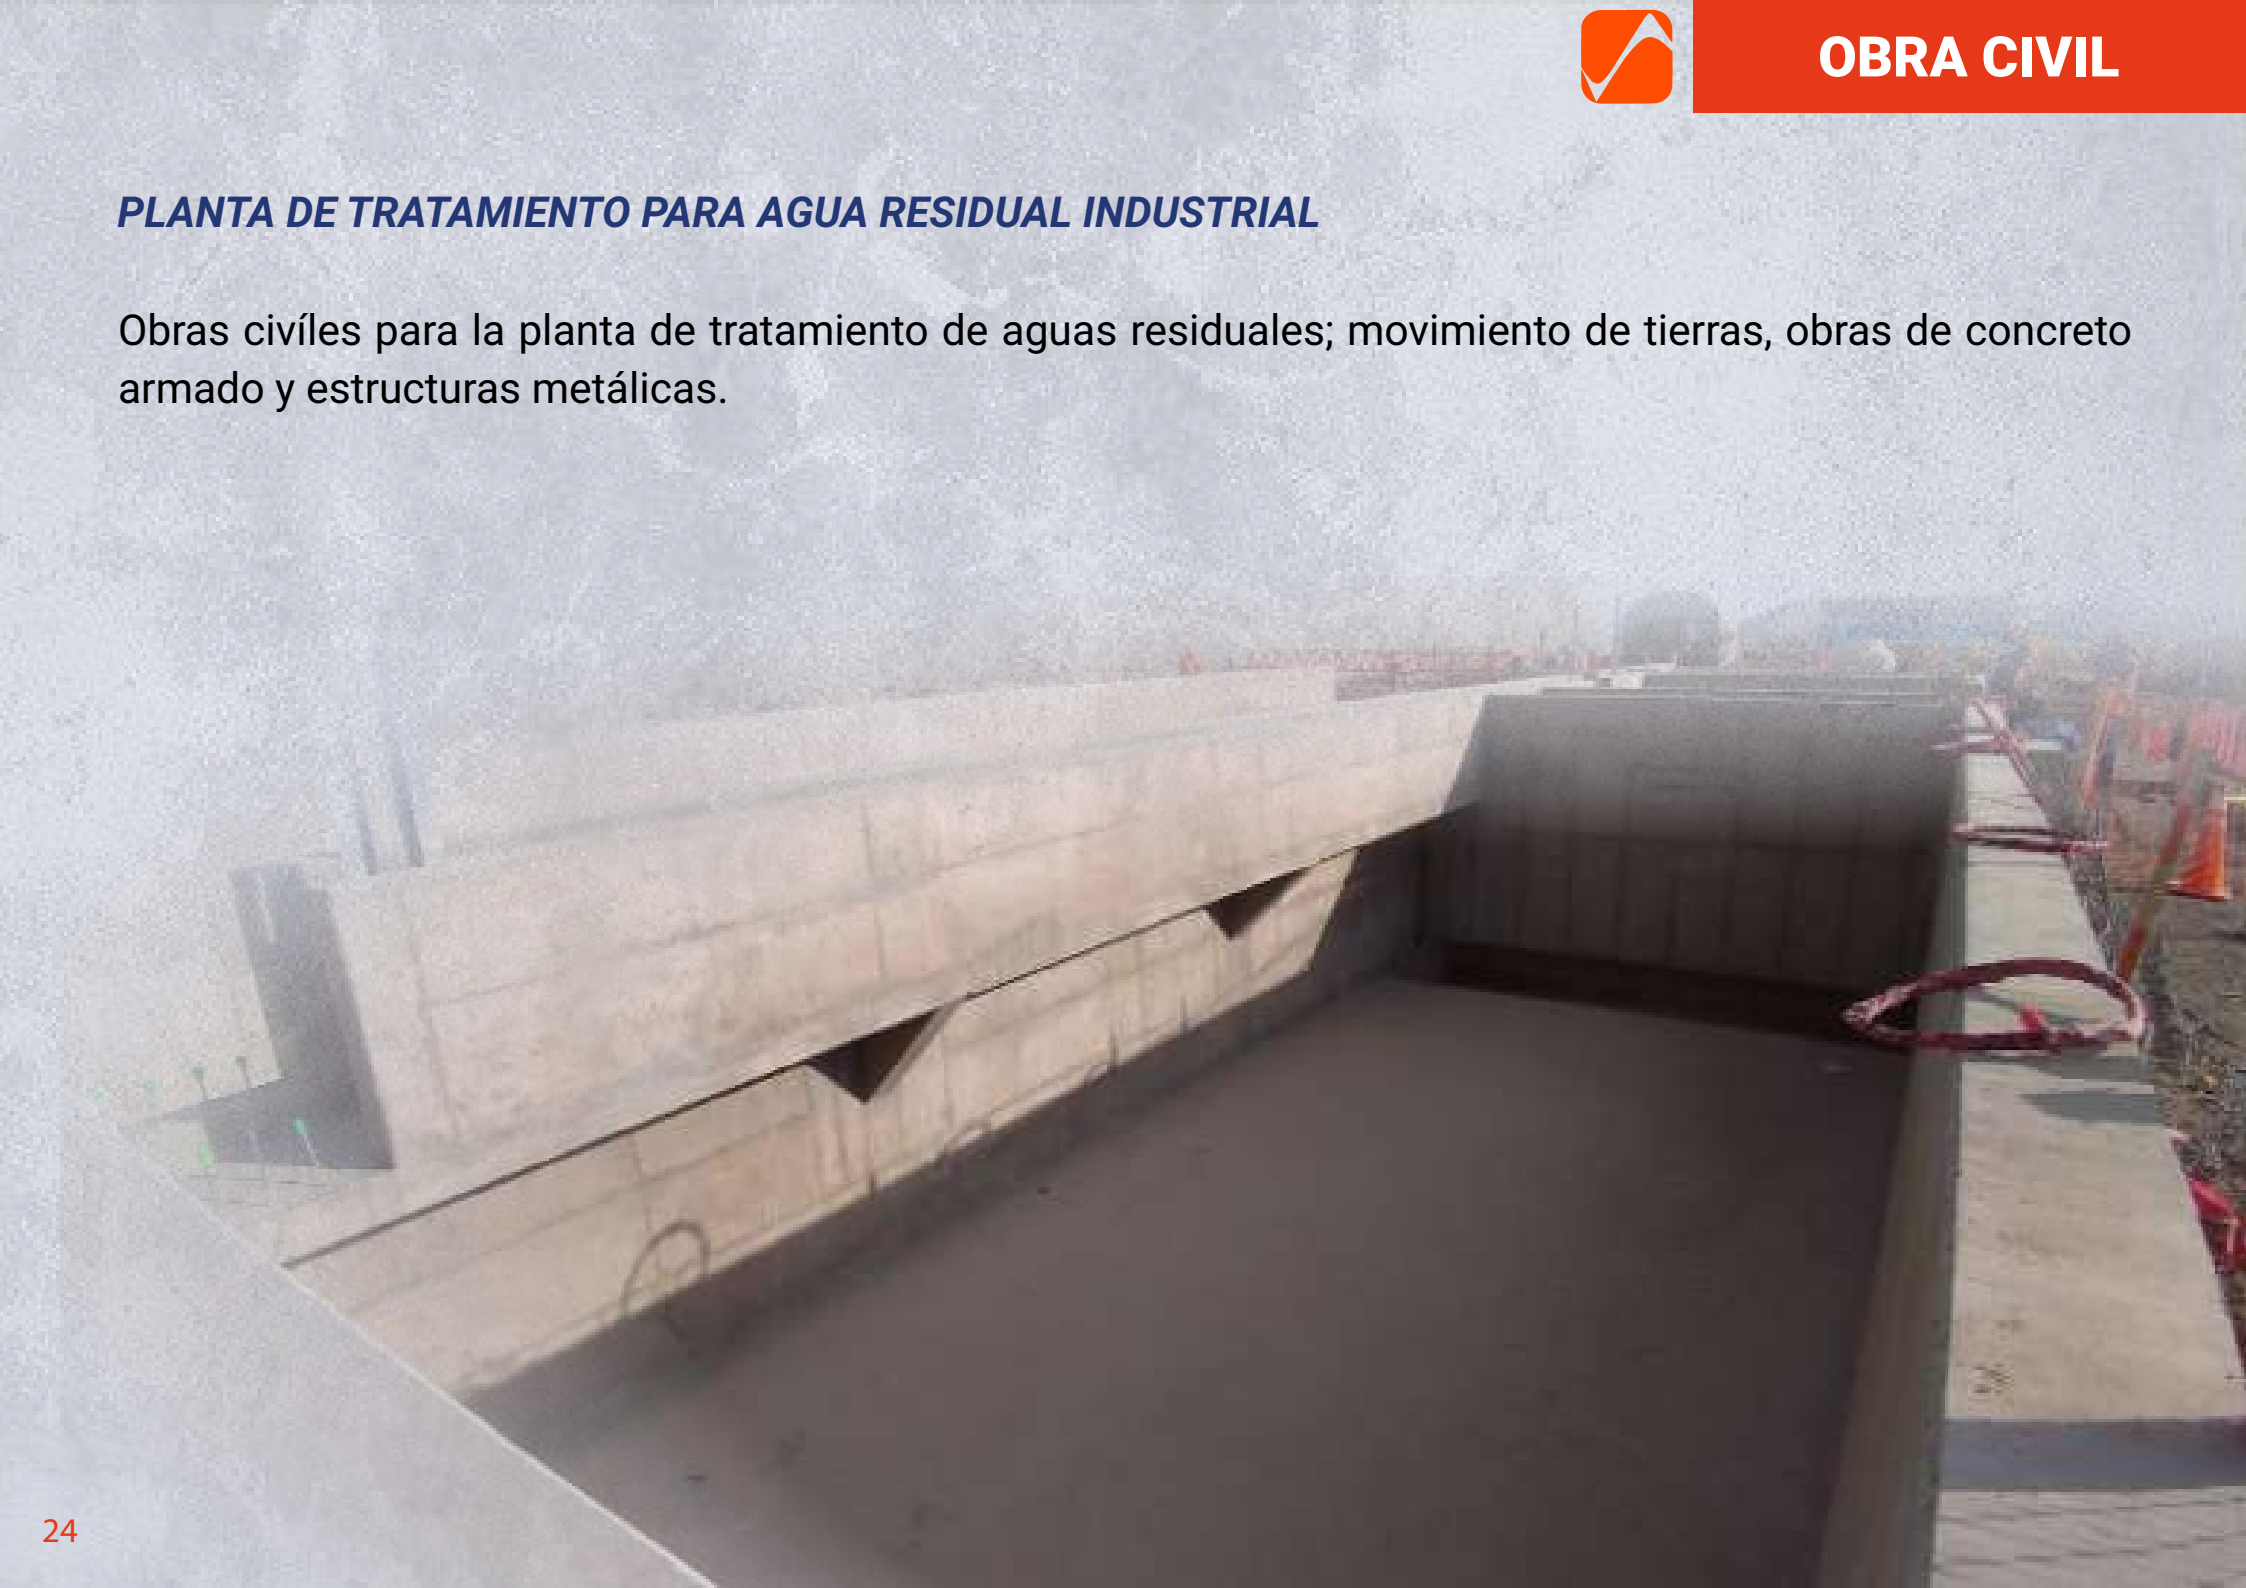 OBRA CIVIL
PLANTA DE TRATAMIENTO PARA AGUA RESIDUAL INDUSTRIAL
Obras civíles para la planta de tratamiento de aguas residuales; movimiento de tierras, obras de concreto
armado y estructuras metálicas.
24